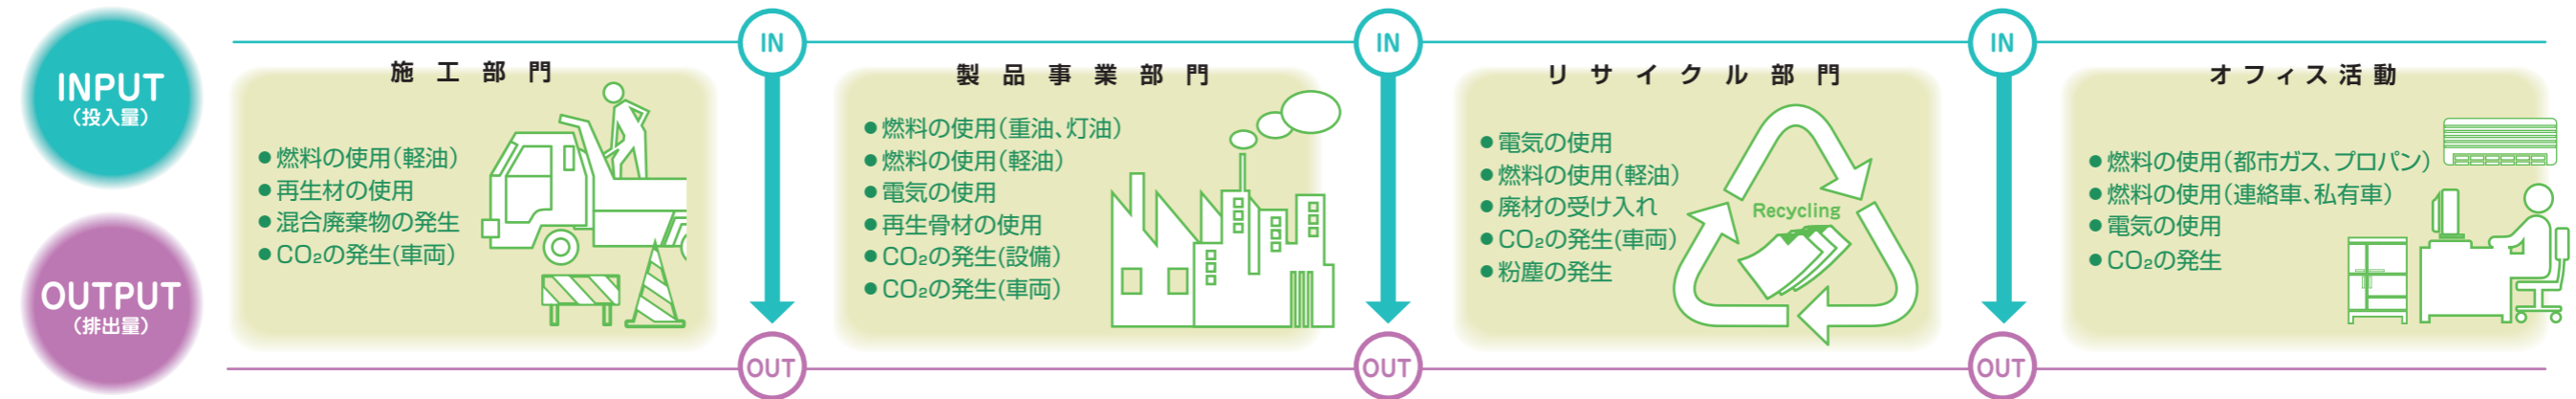 INPUT
（投入量）
OUTPUT
（排出量）
施工部門
●燃料の使用（軽油）
●再生材の使用
●混合廃棄物の発生
●CO₂の発生(車両)
IN
OUT
製品事業部門
●燃料の使用（重油、灯油）
●燃料の使用（軽油）
●電気の使用
●再生骨材の使用
●CO₂の発生(設備)
●CO₂の発生(車両)
IN
OUT
リサイクル部門
●電気の使用
●燃料の使用（軽油）
●廃材の受け入れ
●CO₂の発生(車両)
●粉塵の発生
Recycling
IN
OUT
オフィス活動
●燃料の使用（都市ガス、プロパン）
●燃料の使用（連絡車、私有車）
●電気の使用
●CO₂の発生